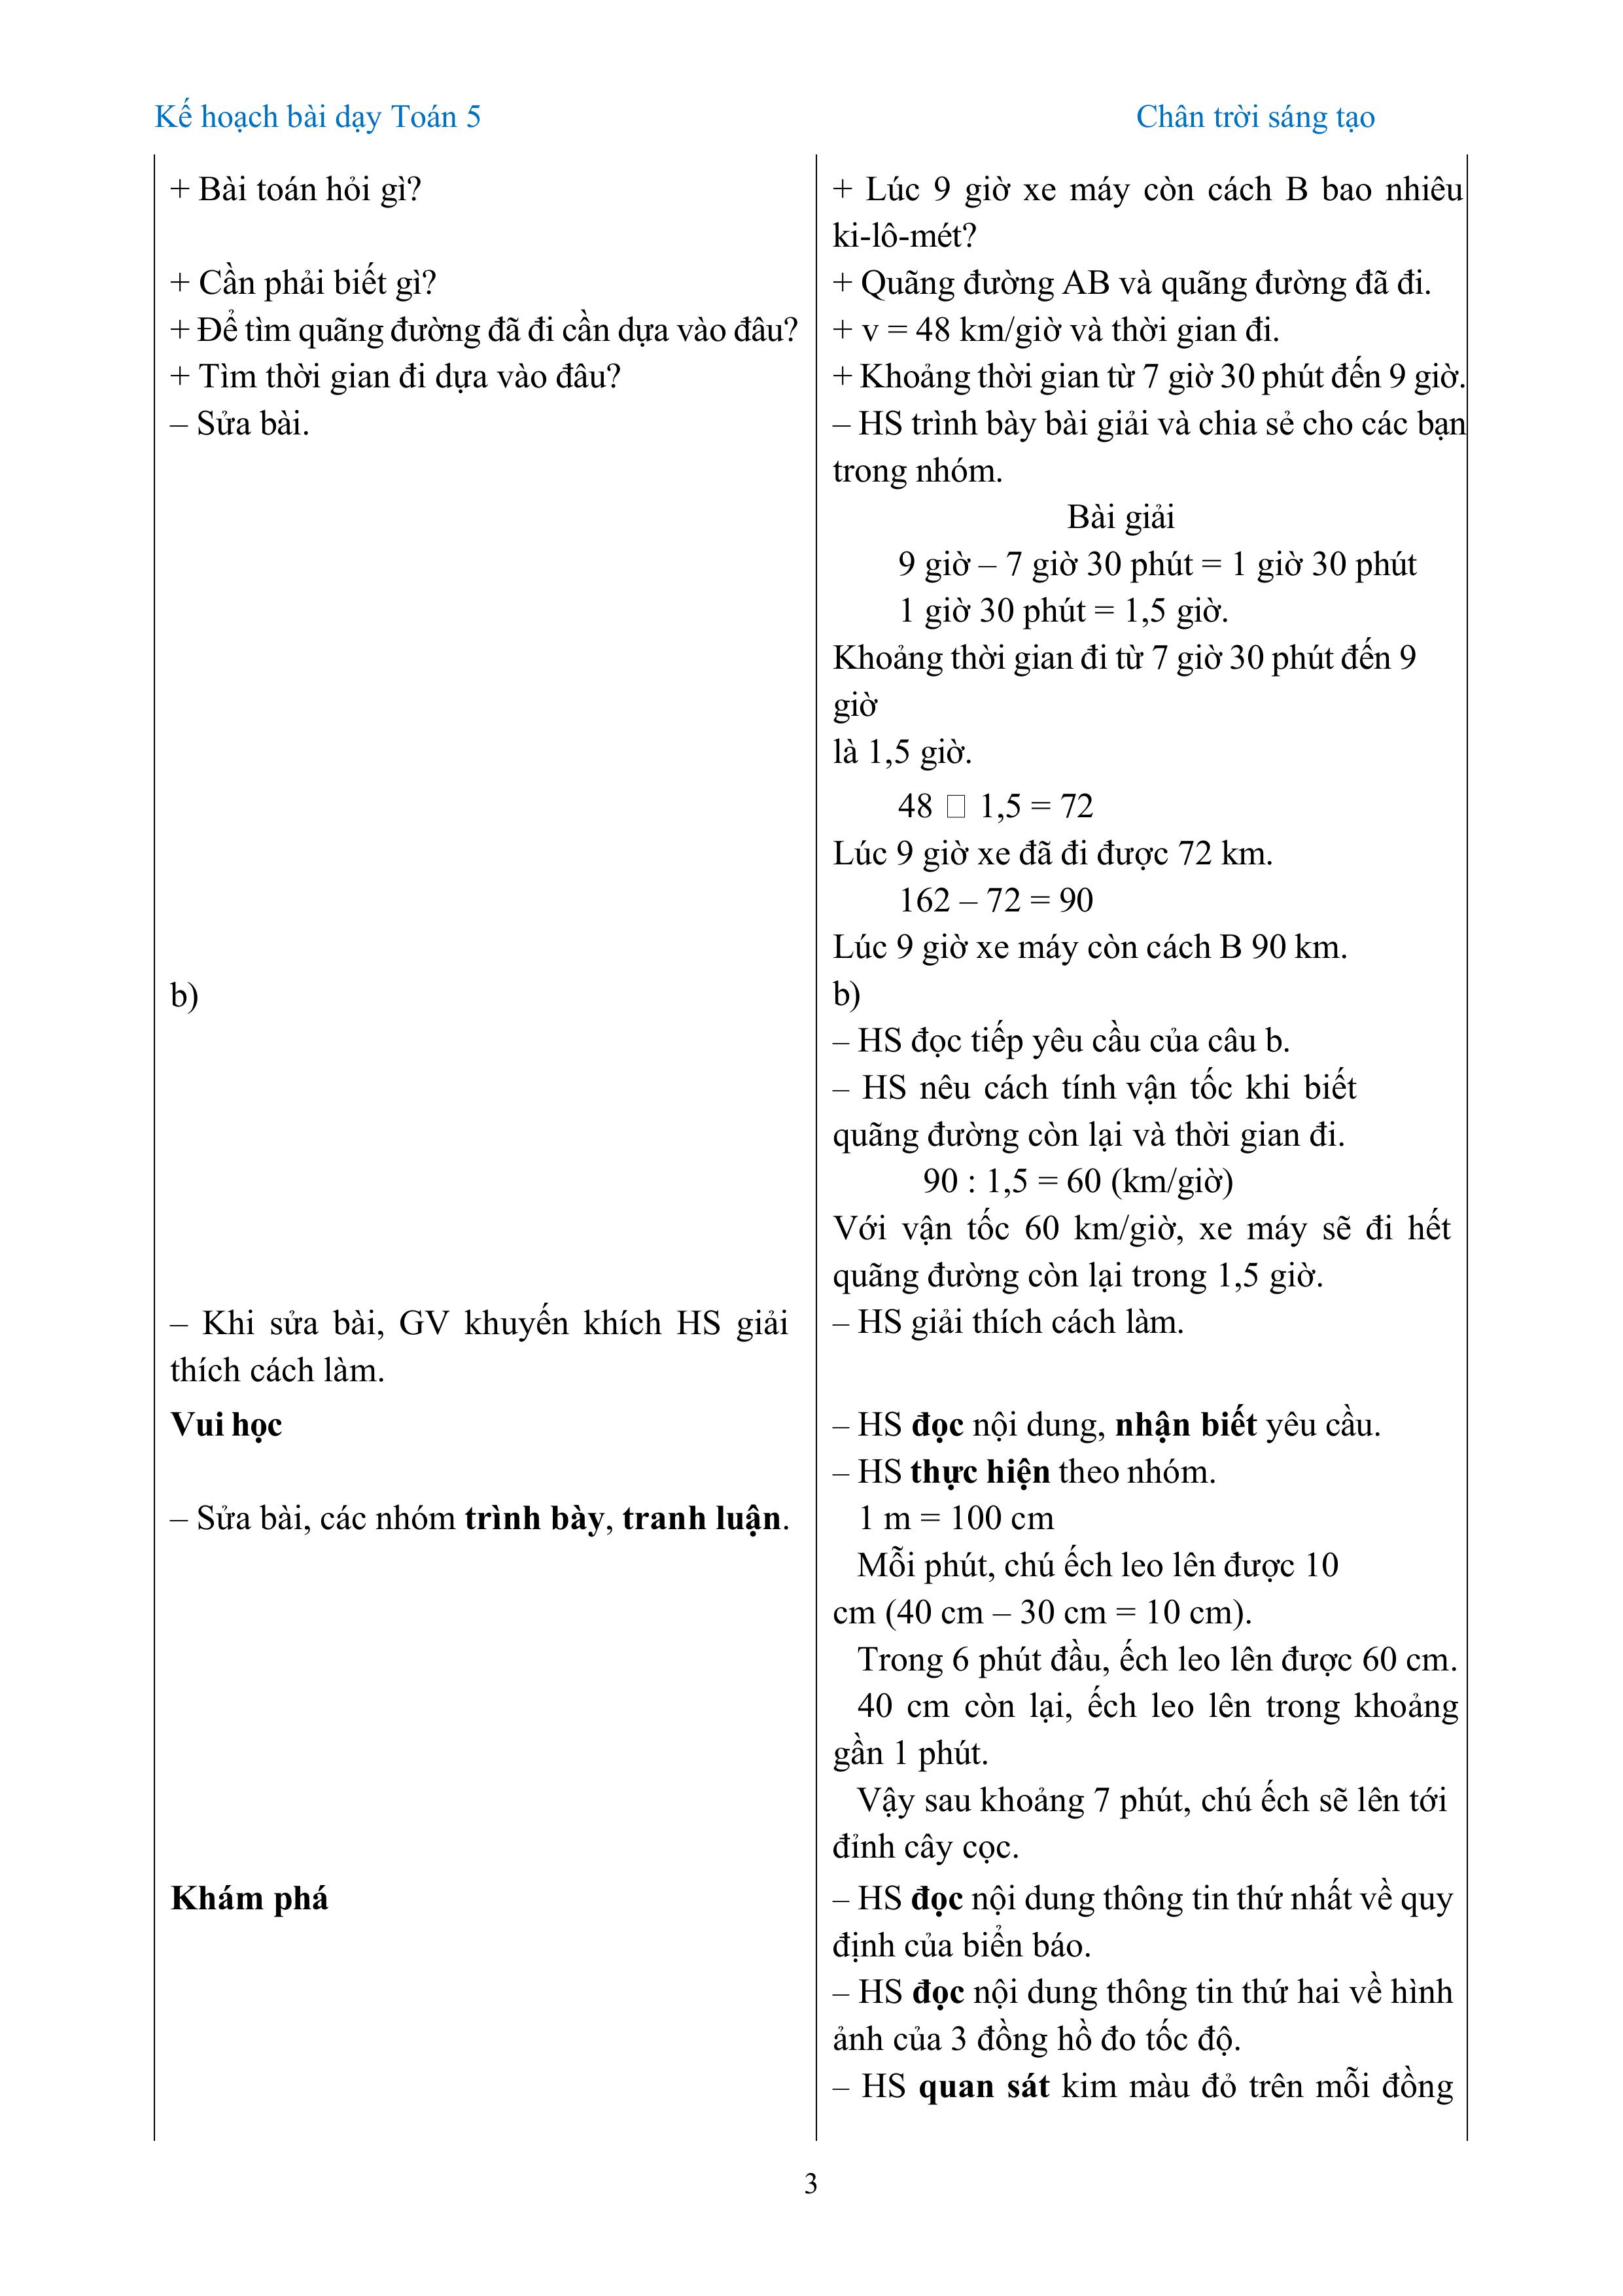 Kế hoạch bài dạy Toán 5
Chân trời sáng tạo
+ Bài toán hỏi gì?
+ Cần phải biết gì?
+ Để tìm quãng đường đã đi cần dựa vào đâu?
+ Tìm thời gian đi dựa vào đâu?
– Sửa bài.
b)
– Khi sửa bài, GV khuyến khích HS giải
thích cách làm.
Vui học
– Sửa bài, các nhóm trình bày, tranh luận.
Khám phá
+ Lúc 9 giờ xe máy còn cách B bao nhiêu
ki-lô-mét?
+ Quãng đường AB và quãng đường đã đi.
+ v = 48 km/giờ và thời gian đi.
+ Khoảng thời gian từ 7 giờ 30 phút đến 9 giờ.
– HS trình bày bài giải và chia sẻ cho các bạn
trong nhóm.
Bài giải
9 giờ – 7 giờ 30 phút = 1 giờ 30 phút
1 giờ 30 phút = 1,5 giờ.
Khoảng thời gian đi từ 7 giờ 30 phút đến 9
giờ
là 1,5 giờ.
48 □ 1,5 = 72
Lúc 9 giờ xe đã đi được 72 km.
162 – 72 = 90
Lúc 9 giờ xe máy còn cách B 90 km.
b)
– HS đọc tiếp yêu cầu của câu b.
– HS nêu cách tính vận tốc khi biết
quãng đường còn lại và thời gian đi.
90 : 1,5 = 60 (km/giờ)
Với vận tốc 60 km/giờ, xe máy sẽ đi hết
quãng đường còn lại trong 1,5 giờ.
– HS giải thích cách làm.
– HS đọc nội dung, nhận biết yêu cầu.
– HS thực hiện theo nhóm.
1 m = 100 cm
Mỗi phút, chú ếch leo lên được 10
cm (40 cm – 30 cm = 10 cm).
Trong 6 phút đầu, ếch leo lên được 60 cm.
40 cm còn lại, ếch leo lên trong khoảng
gần 1 phút.
Vậy sau khoảng 7 phút, chú ếch sẽ lên tới
đỉnh cây cọc.
– HS đọc nội dung thông tin thứ nhất về quy
định của biển báo.
– HS đọc nội dung thông tin thứ hai về hình
ảnh của 3 đồng hồ đo tốc độ.
– HS quan sát kim màu đỏ trên mỗi đồng
3